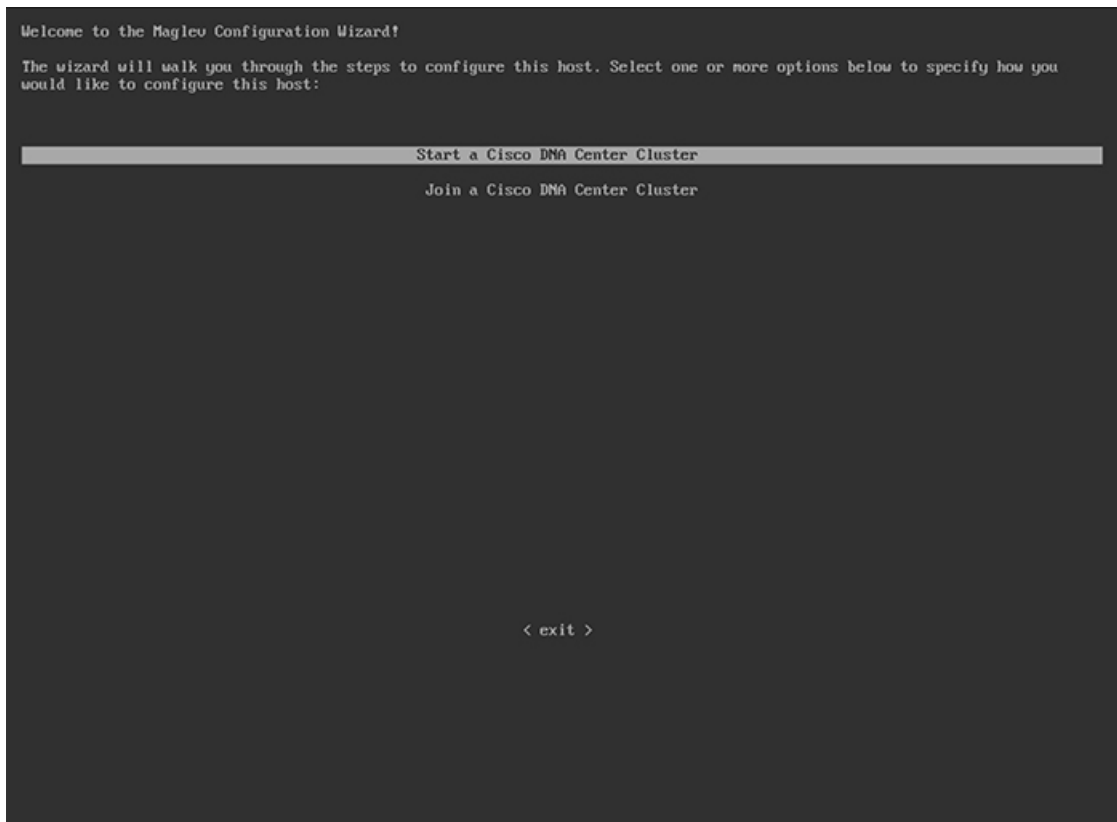 Welcome to the Maglev Configuration Wizard!
The wizard will walk you through the steps to configure this host. Select one or more options below to specify how you
would like to configure this host:
Start a Cisco DNA Center Cluster
Join a Cisco DNA Center Cluster
< exit >